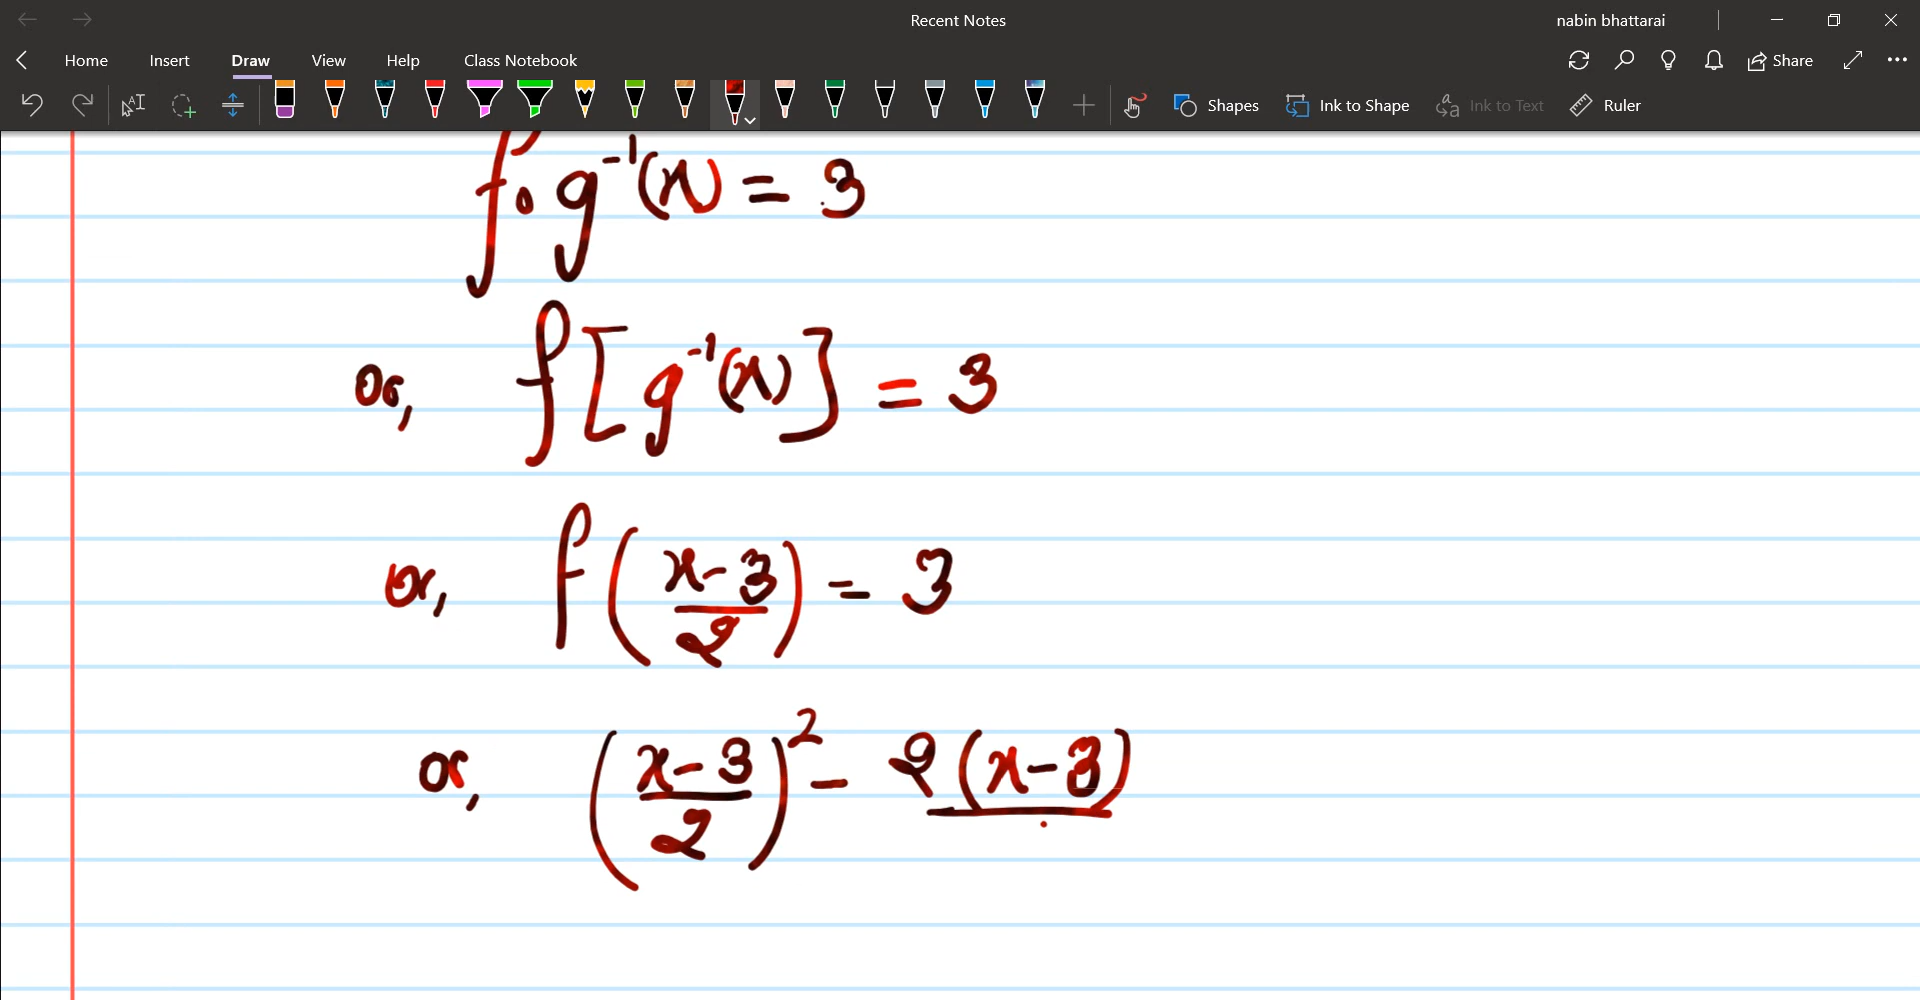 Recent Notes
nabin bhattarai
Home Insert Draw View Help Class Notebook Share
Shapes Ink to Shape Ink to Text Ruler
fog⁻¹(x) = 3
or, f[g⁻¹(x)] = 3
or, f((x-3)/2) = 3
or, ((x-3)/2)² - 2(x-3)